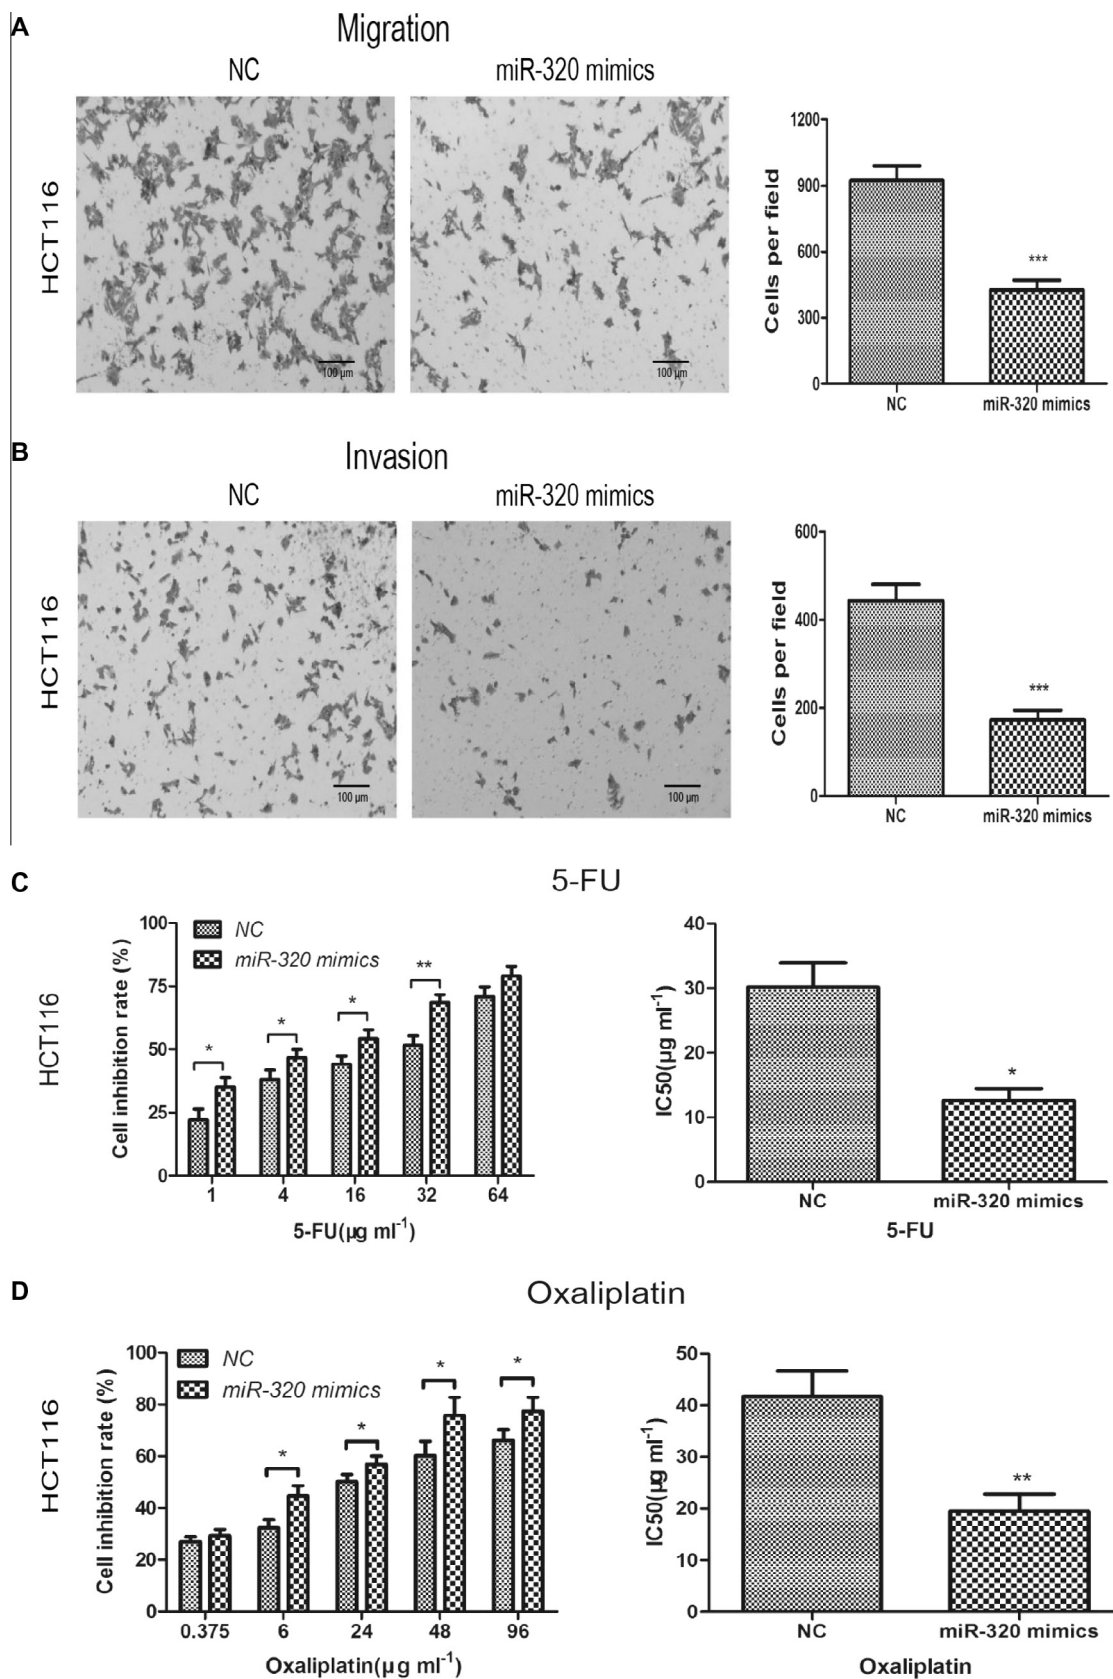 A
Migration
NC
miR-320 mimics
HCT116
100 µm
100 µm
Cells per field
1200
900
600
300
0
***
NC
miR-320 mimics
B
Invasion
NC
miR-320 mimics
HCT116
100 µm
100 µm
Cells per field
600
400
200
0
***
NC
miR-320 mimics
C
5-FU
HCT116
Cell inhibition rate (%)
100
75
50
25
0
NC
miR-320 mimics
*
*
*
**
1 4 16 32 64
5-FU(µg ml⁻¹)
IC50(µg ml⁻¹)
40
30
20
10
0
*
NC
miR-320 mimics
5-FU
D
Oxaliplatin
HCT116
Cell inhibition rate (%)
100
80
60
40
20
0
NC
miR-320 mimics
*
*
*
*
0.375 6 24 48 96
Oxaliplatin(µg ml⁻¹)
IC50(µg ml⁻¹)
50
40
30
20
10
0
**
NC
miR-320 mimics
Oxaliplatin